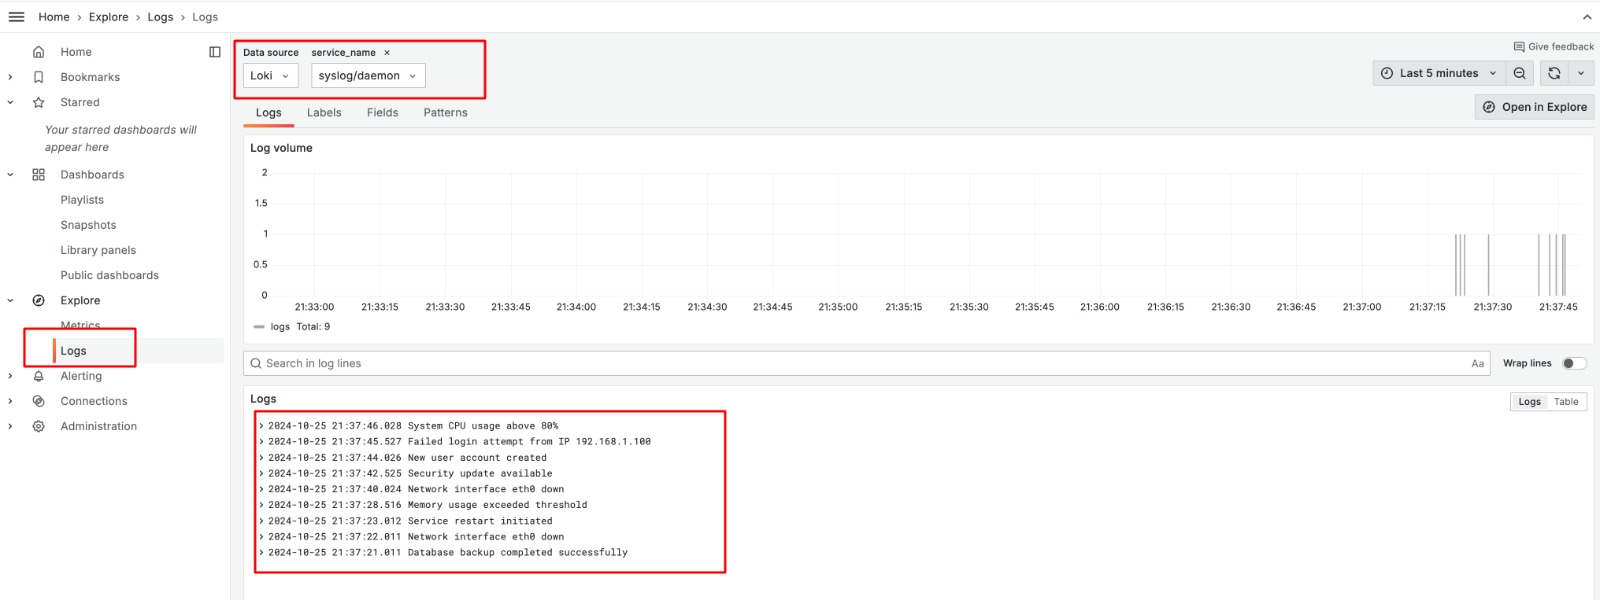 Home › Explore › Logs › Logs
Home
Bookmarks
Starred
Your starred dashboards will
appear here
Dashboards
Playlists
Snapshots
Library panels
Public dashboards
Explore
Metrics
Logs
Alerting
Connections
Administration
Data source service_name ×
Loki syslog/daemon
Give feedback
Last 5 minutes
Open in Explore
Logs Labels Fields Patterns
Log volume
2
1.5
1
0.5
0
21:33:00 21:33:15 21:33:30 21:33:45 21:34:00 21:34:15 21:34:30 21:34:45 21:35:00 21:35:15 21:35:30 21:35:45 21:36:00 21:36:15 21:36:30 21:36:45 21:37:00 21:37:15 21:37:30 21:37:45
logs Total: 9
Search in log lines Aa Wrap lines
Logs
Logs Table
› 2024-10-25 21:37:46.028 System CPU usage above 80%
› 2024-10-25 21:37:45.527 Failed login attempt from IP 192.168.1.100
› 2024-10-25 21:37:44.026 New user account created
› 2024-10-25 21:37:42.525 Security update available
› 2024-10-25 21:37:40.024 Network interface eth0 down
› 2024-10-25 21:37:28.516 Memory usage exceeded threshold
› 2024-10-25 21:37:23.012 Service restart initiated
› 2024-10-25 21:37:22.011 Network interface eth0 down
› 2024-10-25 21:37:21.011 Database backup completed successfully